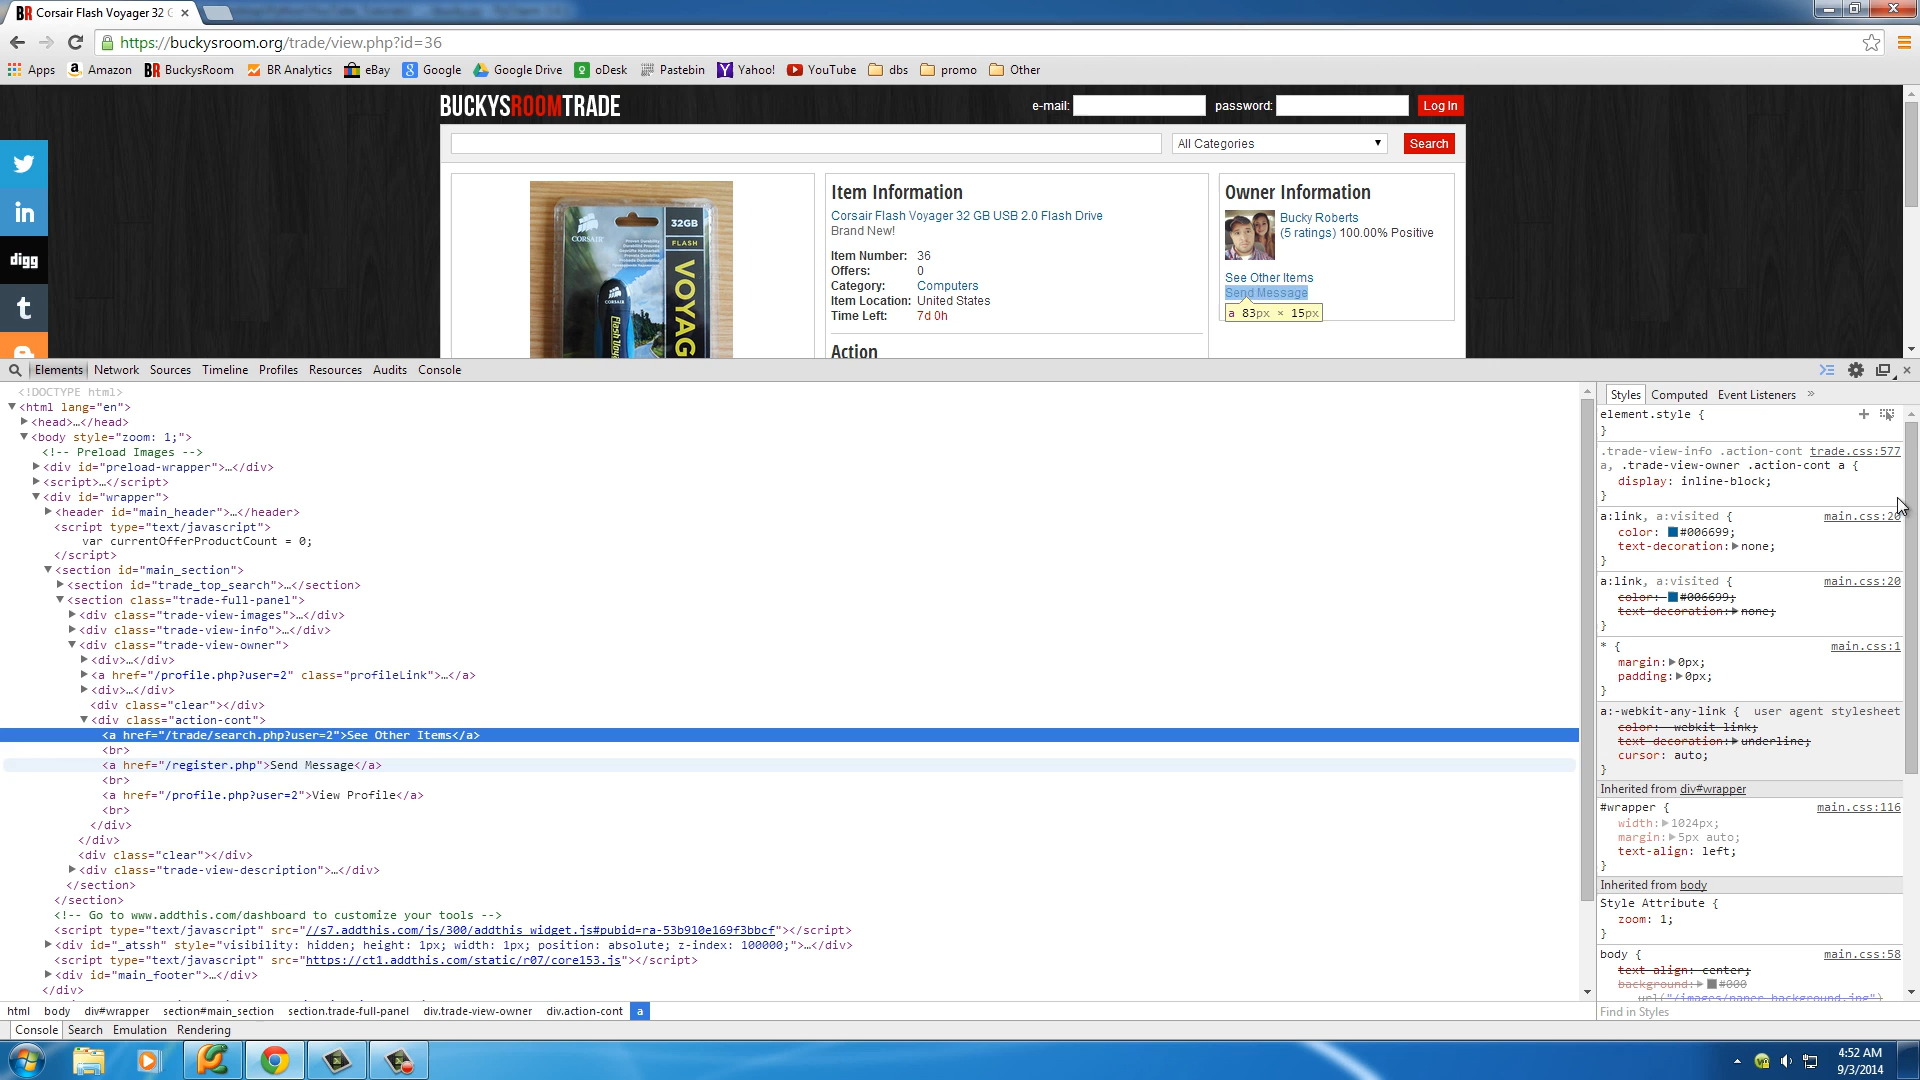 BR Corsair Flash Voyager 32 G
https://buckysroom.org/trade/view.php?id=36
Apps Amazon BuckysRoom BR Analytics eBay Google Google Drive oDesk Pastebin Yahoo! YouTube dbs promo Other
BUCKYSROOMTRADE
e-mail: password: Log In
All Categories Search
Item Information
Corsair Flash Voyager 32 GB USB 2.0 Flash Drive
Brand New!
Item Number: 36
Offers: 0
Category: Computers
Item Location: United States
Time Left: 7d 0h
Action
Owner Information
Bucky Roberts
(5 ratings) 100.00% Positive
See Other Items
Send Message
a 83px × 15px
digg
CORSAIR
32GB
FLASH
Elements Network Sources Timeline Profiles Resources Audits Console
<!DOCTYPE html>
<html lang="en">
<head>…</head>
<body style="zoom: 1;">
<!-- Preload Images -->
<div id="preload-wrapper">…</div>
<script>…</script>
<div id="wrapper">
<header id="main_header">…</header>
<script type="text/javascript">
var currentOfferProductCount = 0;
</script>
<section id="main_section">
<section id="trade_top_search">…</section>
<section class="trade-full-panel">
<div class="trade-view-images">…</div>
<div class="trade-view-info">…</div>
<div class="trade-view-owner">
<div>…</div>
<a href="/profile.php?user=2" class="profileLink">…</a>
<div>…</div>
<div class="clear"></div>
<div class="action-cont">
<a href="/trade/search.php?user=2">See Other Items</a>
<br>
<a href="/register.php">Send Message</a>
<br>
<a href="/profile.php?user=2">View Profile</a>
<br>
</div>
</div>
<div class="clear"></div>
<div class="trade-view-description">…</div>
</section>
</section>
<!-- Go to www.addthis.com/dashboard to customize your tools -->
<script type="text/javascript" src="//s7.addthis.com/js/300/addthis_widget.js#pubid=ra-53b910e169f3bbcf"></script>
<div id="_atssh" style="visibility: hidden; height: 1px; width: 1px; position: absolute; z-index: 100000;">…</div>
<script type="text/javascript" src="https://ct1.addthis.com/static/r07/core153.js"></script>
<div id="main_footer">…</div>
</div>
html body div#wrapper section#main_section section.trade-full-panel div.trade-view-owner div.action-cont a
Console Search Emulation Rendering
Styles Computed Event Listeners »
element.style {
}
.trade-view-info .action-cont trade.css:577
a, .trade-view-owner .action-cont a {
display: inline-block;
}
a:link, a:visited { main.css:20
color: #006699;
text-decoration: none;
}
a:link, a:visited { main.css:20
color: #006699;
text-decoration: none;
}
* { main.css:1
margin: 0px;
padding: 0px;
}
a:-webkit-any-link { user agent stylesheet
color: -webkit-link;
text-decoration: underline;
cursor: auto;
}
Inherited from div#wrapper
#wrapper { main.css:116
width: 1024px;
margin: 5px auto;
text-align: left;
}
Inherited from body
Style Attribute {
zoom: 1;
}
body { main.css:58
text-align: center;
background: #000
url("/images/paper_background.jpg")
Find in Styles
4:52 AM
9/3/2014